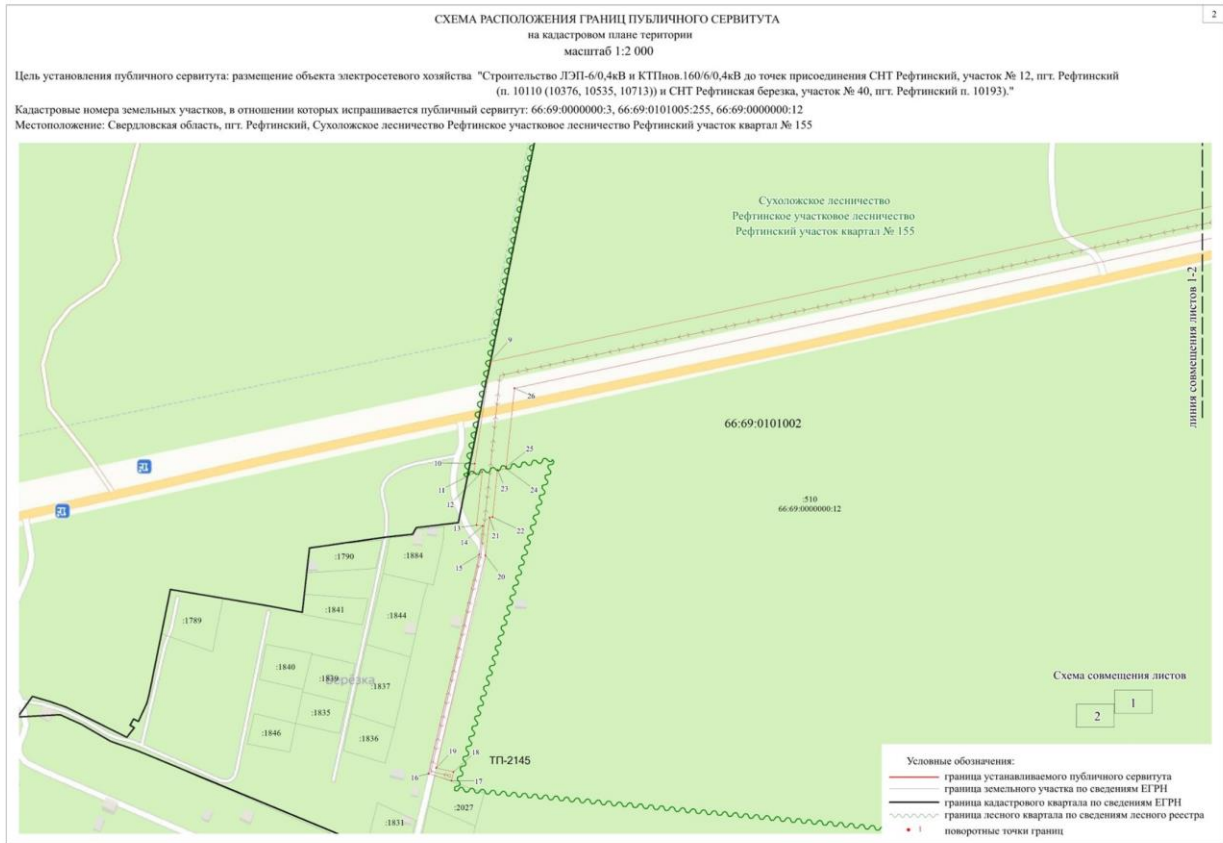 2
СХЕМА РАСПОЛОЖЕНИЯ ГРАНИЦ ПУБЛИЧНОГО СЕРВИТУТА
на кадастровом плане територии
масштаб 1:2 000
Цель установления публичного сервитута: размещение объекта электросетевого хозяйства "Строительство ЛЭП-6/0,4кВ и КТПнов.160/6/0,4кВ до точек присоединения СНТ Рефтинский, участок № 12, пгт. Рефтинский
(п. 10110 (10376, 10535, 10713)) и СНТ Рефтинская березка, участок № 40, пгт. Рефтинский п. 10193)."
Кадастровые номера земельных участков, в отношении которых испрашивается публичный сервитут: 66:69:0000000:3, 66:69:0101005:255, 66:69:0000000:12
Местоположение: Свердловская область, пгт. Рефтинский, Сухоложское лесничество Рефтинское участковое лесничество Рефтинский участок квартал № 155
Сухоложское лесничество
Рефтинское участковое лесничество
Рефтинский участок квартал № 155
линия совмещения листов 1-2
9
26
66:69:0101002
25
10
11
23
24
12
:510
66:69:0000000:12
13
22
14
21
15
20
:1790
:1884
:1841
:1844
:1789
:1840
:1839
Берёзка
:1837
:1835
:1846
:1836
Схема совмещения листов
1
2
ТП-2145
19
18
16
17
:2027
:1831
Условные обозначения:
граница устанавливаемого публичного сервитута
граница земельного участка по сведениям ЕГРН
граница кадастрового квартала по сведениям ЕГРН
граница лесного квартала по сведениям лесного реестра
1 поворотные точки границ